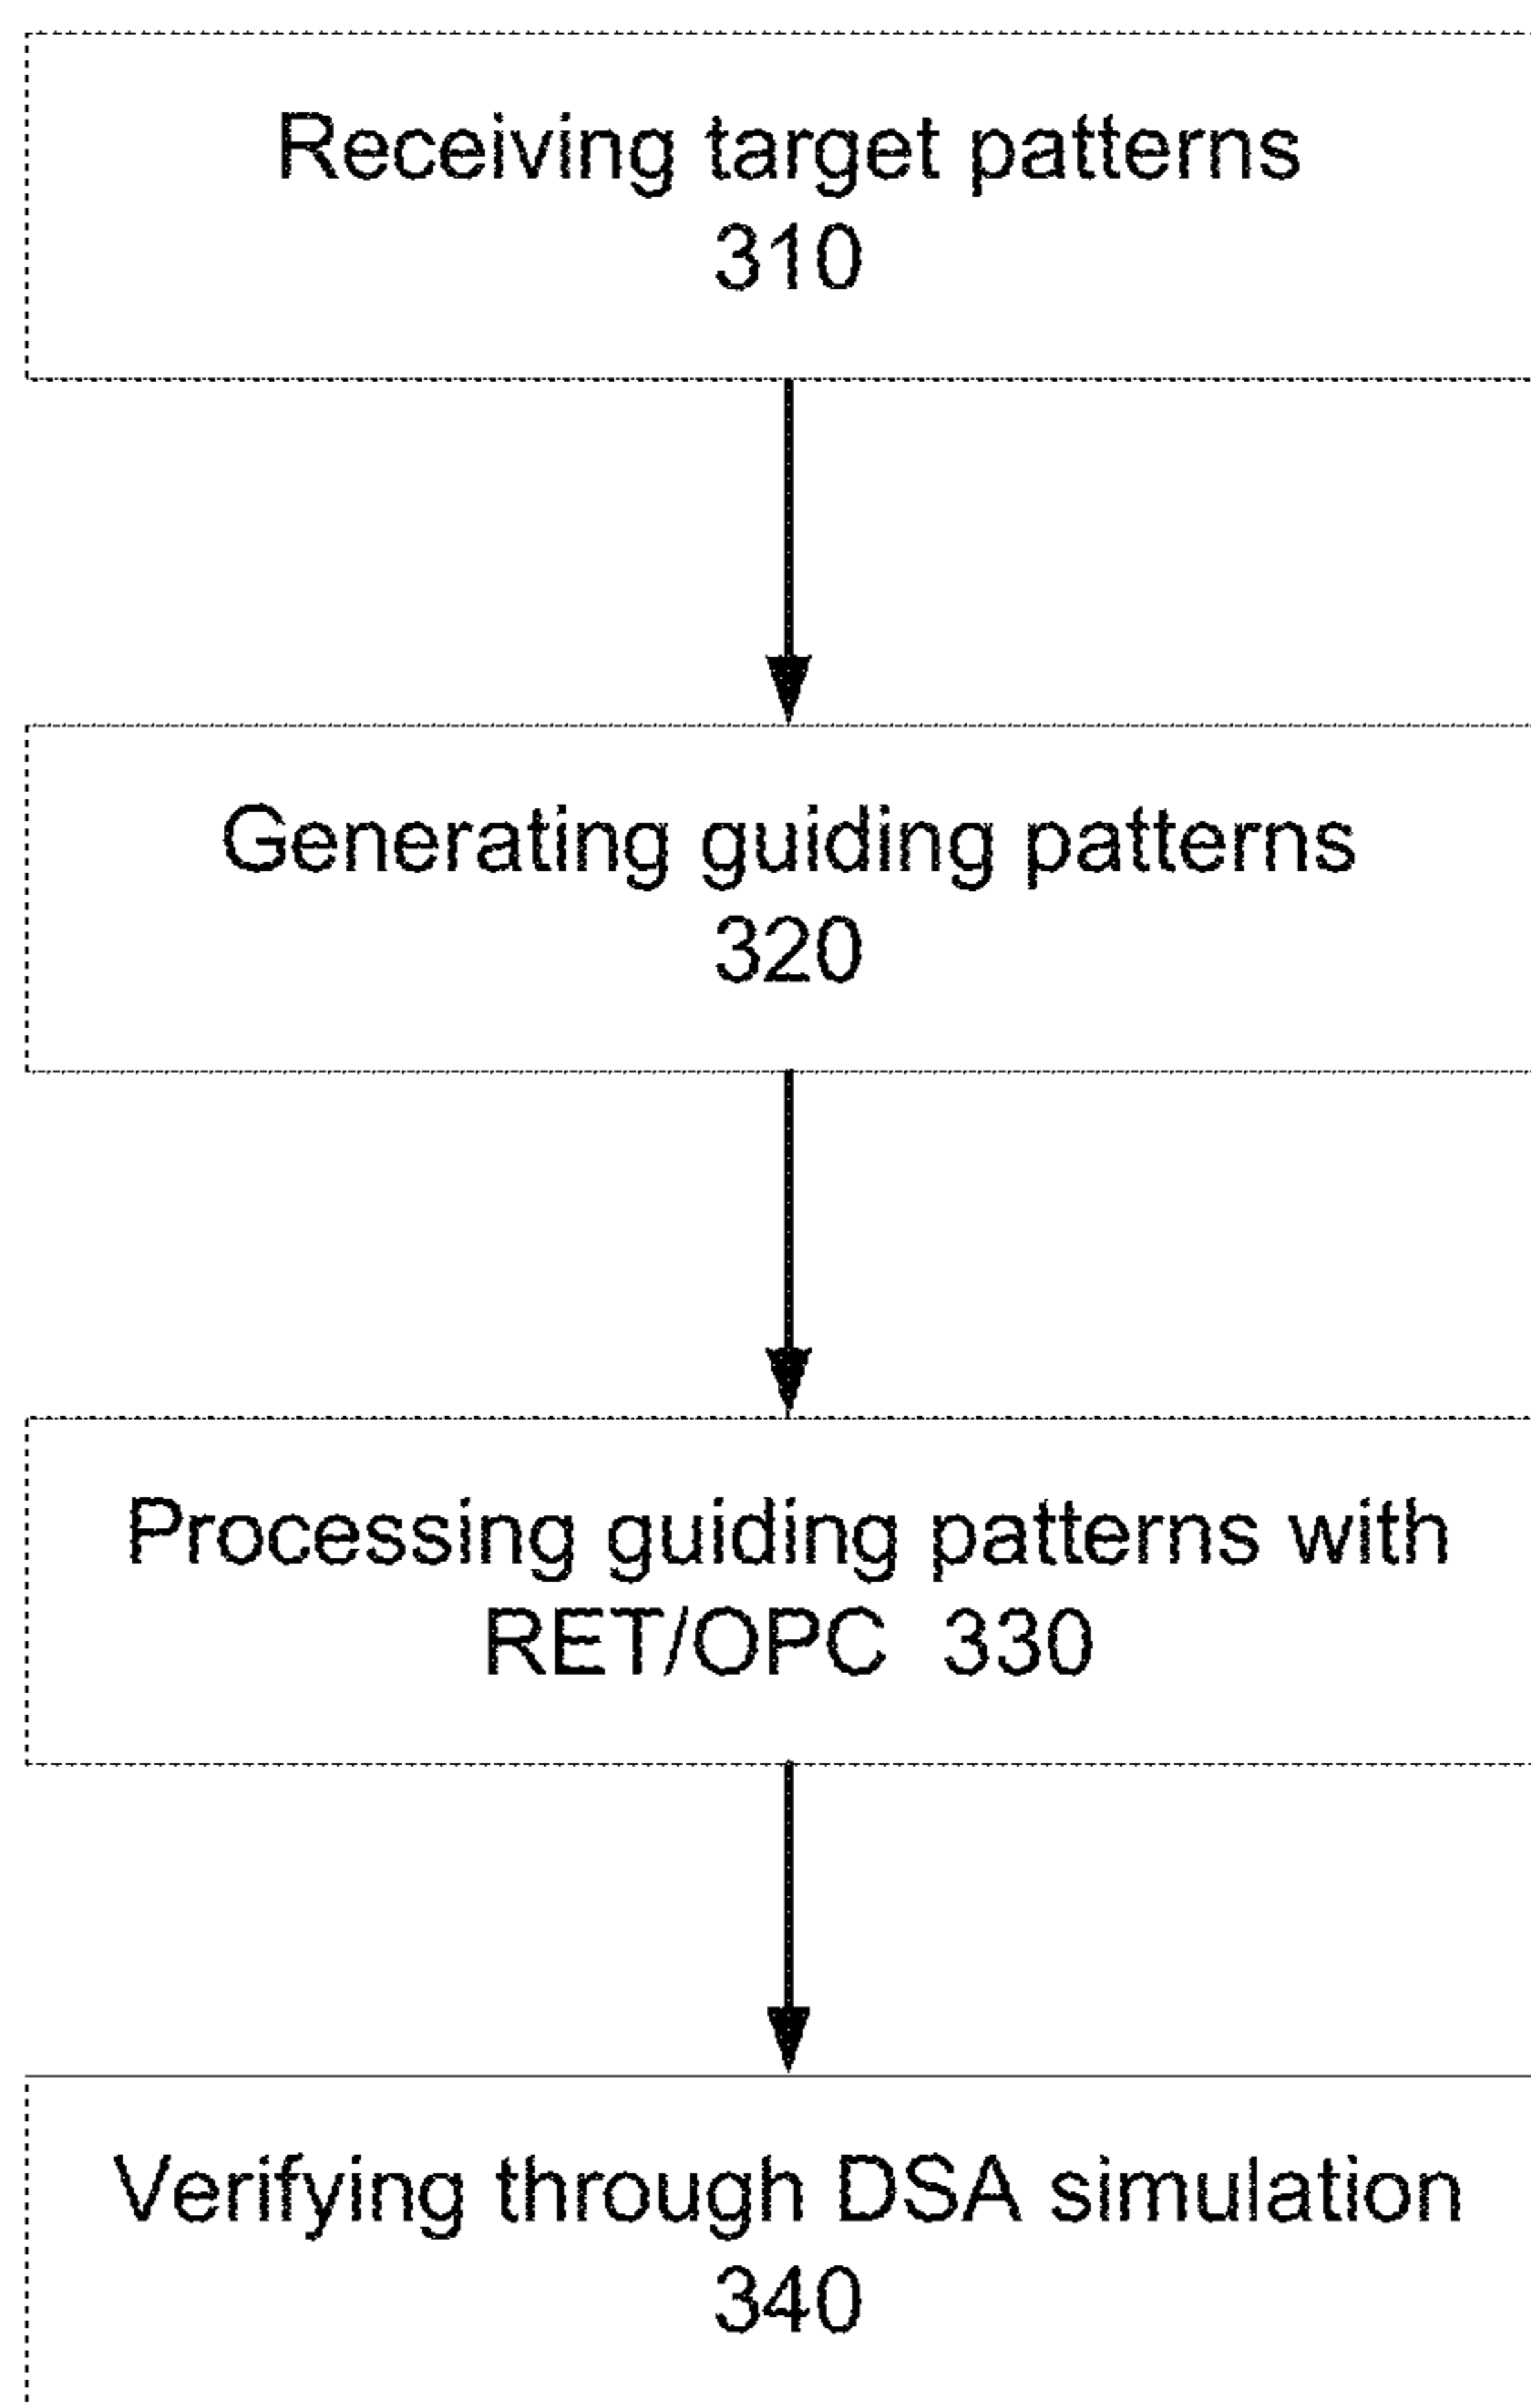 Receiving target patterns
310
Generating guiding patterns
320
Processing guiding patterns with
RET/OPC 330
Verifying through DSA simulation
340